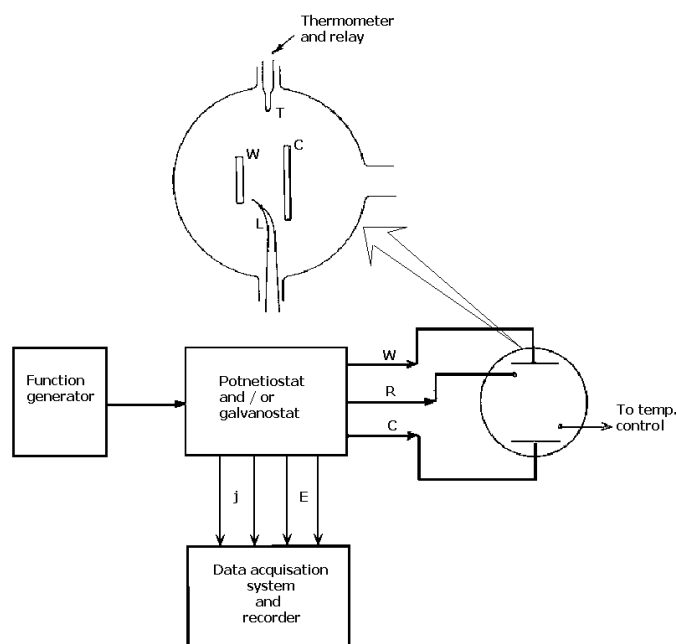 Thermometer
and relay
T
W
C
L
Function
generator
Potnetiostat
and / or
galvanostat
W
R
C
To temp.
control
j
E
Data acquisation
system
and
recorder